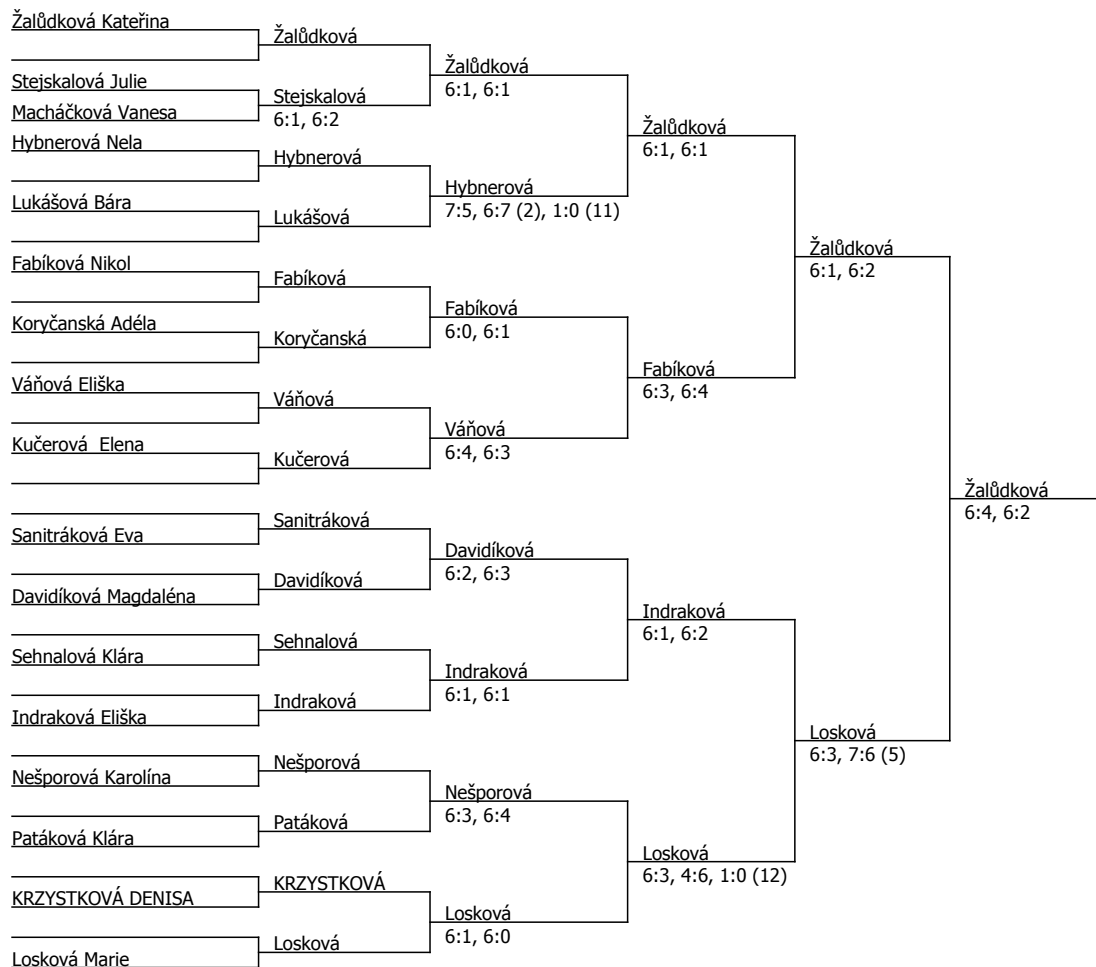 Žalůdková Kateřina
Stejskalová Julie
Macháčková Vanesa
Hybnerová Nela
Lukášová Bára
Fabíková Nikol
Koryčanská Adéla
Váňová Eliška
Kučerová  Elena
Sanitráková Eva
Davidíková Magdaléna
Sehnalová Klára
Indraková Eliška
Nešporová Karolína
Patáková Klára
KRZYSTKOVÁ DENISA
Losková Marie
Žalůdková
Stejskalová
6:1, 6:2
Hybnerová
Lukášová
Fabíková
Koryčanská
Váňová
Kučerová
Sanitráková
Davidíková
Sehnalová
Indraková
Nešporová
Patáková
KRZYSTKOVÁ
Losková
Žalůdková
6:1, 6:1
Hybnerová
7:5, 6:7 (2), 1:0 (11)
Fabíková
6:0, 6:1
Váňová
6:4, 6:3
Davidíková
6:2, 6:3
Indraková
6:1, 6:1
Nešporová
6:3, 6:4
Losková
6:1, 6:0
Žalůdková
6:1, 6:1
Fabíková
6:3, 6:4
Indraková
6:1, 6:2
Losková
6:3, 4:6, 1:0 (12)
Žalůdková
6:1, 6:2
Losková
6:3, 7:6 (5)
Žalůdková
6:4, 6:2